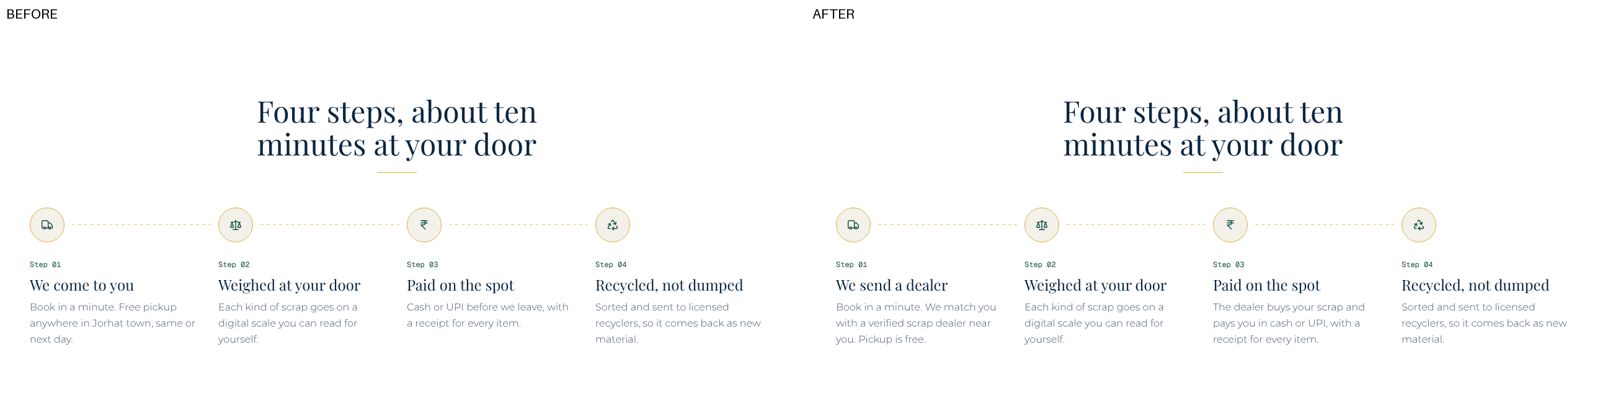 BEFORE
Four steps, about ten
minutes at your door
Step 01
We come to you
Book in a minute. Free pickup
anywhere in Jorhat town, same or
next day.
Step 02
Weighed at your door
Each kind of scrap goes on a
digital scale you can read for
yourself.
₹
Step 03
Paid on the spot
Cash or UPI before we leave, with
a receipt for every item.
Step 04
Recycled, not dumped
Sorted and sent to licensed
recyclers, so it comes back as new
material.
AFTER
Four steps, about ten
minutes at your door
Step 01
We send a dealer
Book in a minute. We match you
with a verified scrap dealer near
you. Pickup is free.
Step 02
Weighed at your door
Each kind of scrap goes on a
digital scale you can read for
yourself.
₹
Step 03
Paid on the spot
The dealer buys your scrap and
pays you in cash or UPI, with a
receipt for every item.
Step 04
Recycled, not dumped
Sorted and sent to licensed
recyclers, so it comes back as new
material.